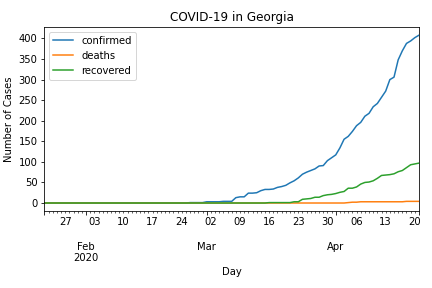 COVID-19 in Georgia
confirmed
deaths
recovered
Number of Cases
400
350
300
250
200
150
100
50
0
27 03 10 17 24 02 09 16 23 30 06 13 20
Feb Mar Apr
2020
Day